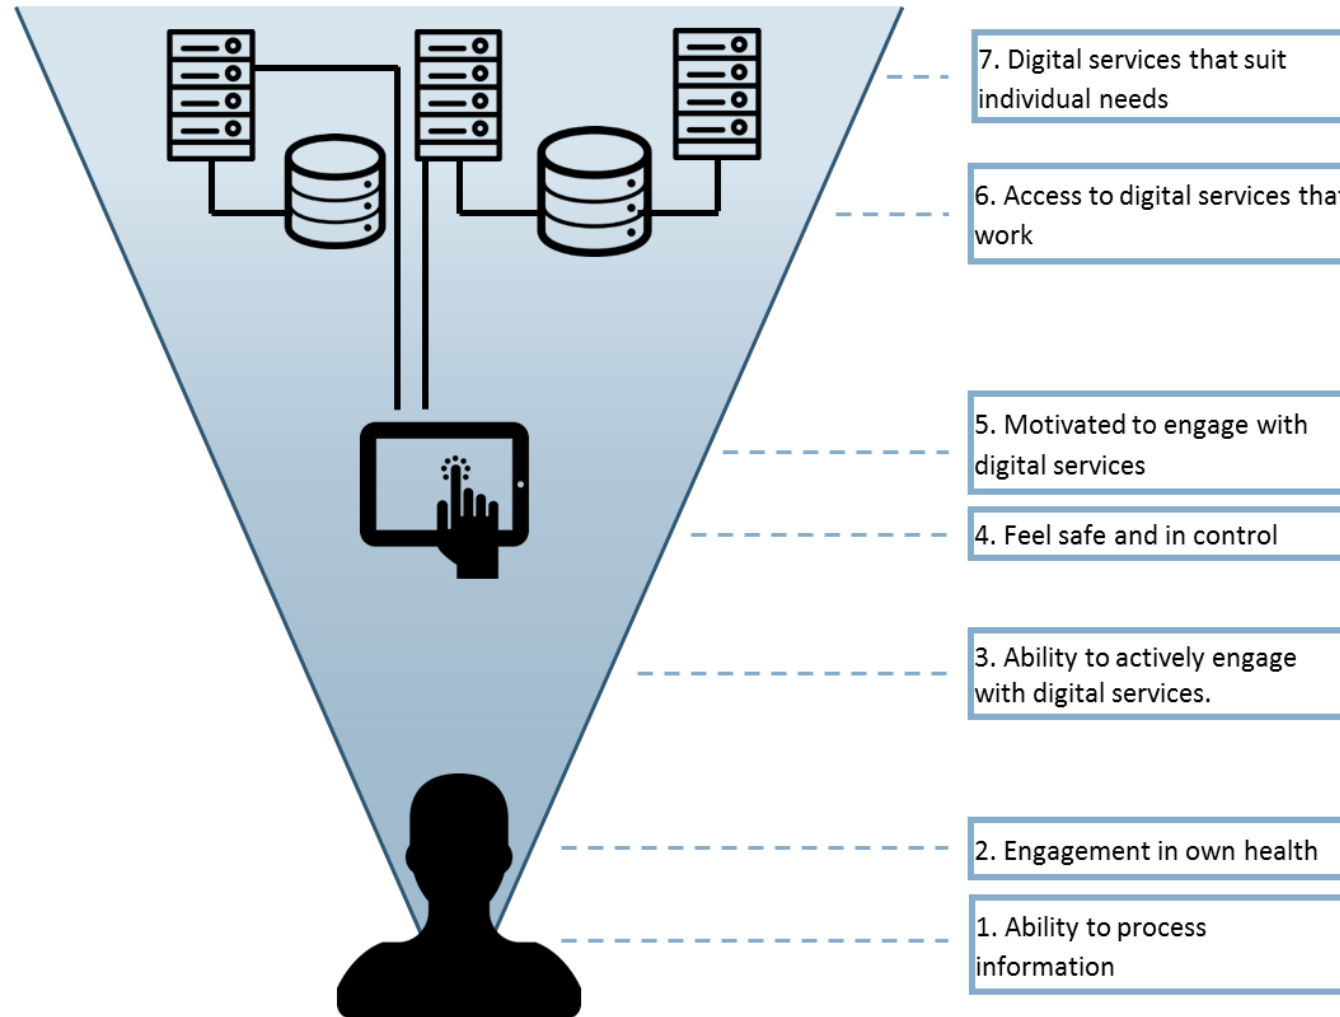 7. Digital services that suit
individual needs
6. Access to digital services that
work
5. Motivated to engage with
digital services
4. Feel safe and in control
3. Ability to actively engage
with digital services.
2. Engagement in own health
1. Ability to process
information